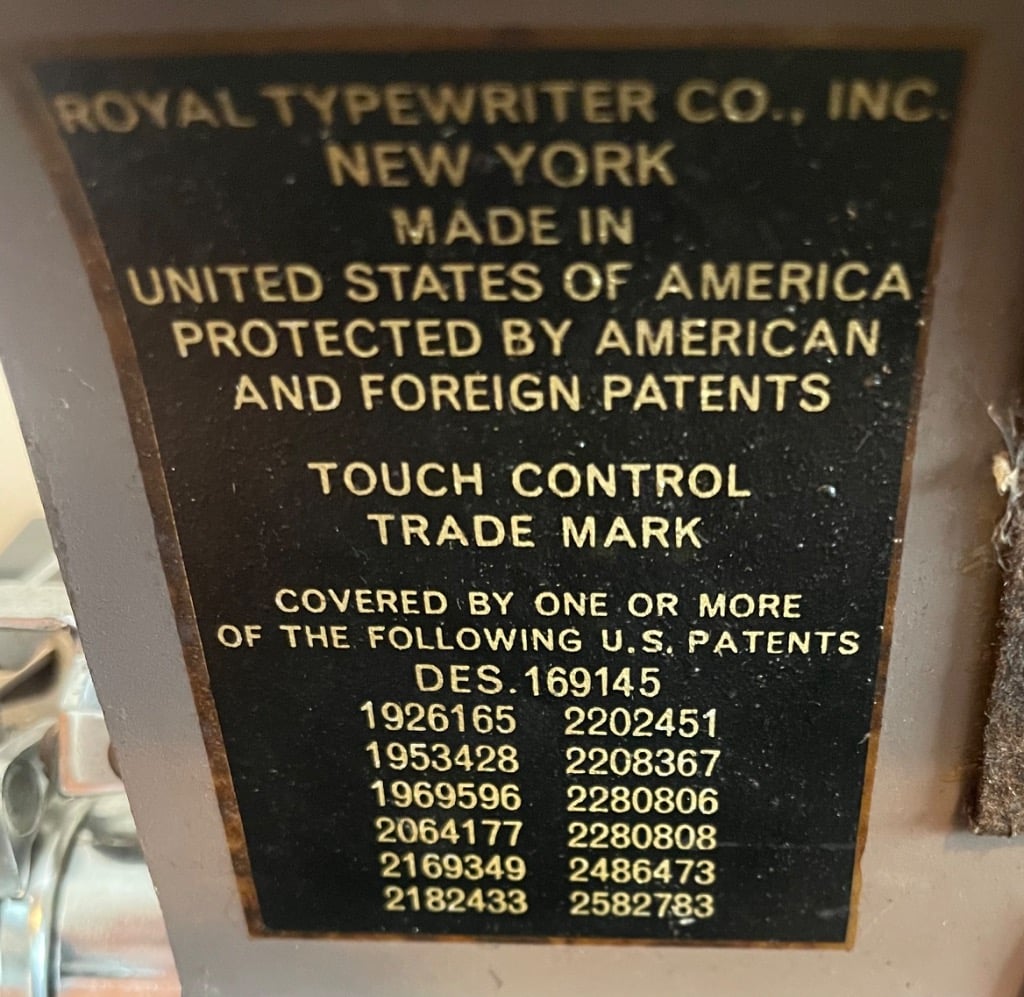 ROYAL TYPEWRITER CO., INC.
NEW YORK
MADE IN
UNITED STATES OF AMERICA
PROTECTED BY AMERICAN
AND FOREIGN PATENTS
TOUCH CONTROL
TRADE MARK
COVERED BY ONE OR MORE
OF THE FOLLOWING U.S. PATENTS
DES. 169145
1926165 2202451
1953428 2208367
1969596 2280806
2064177 2280808
2169349 2486473
2182433 2582783